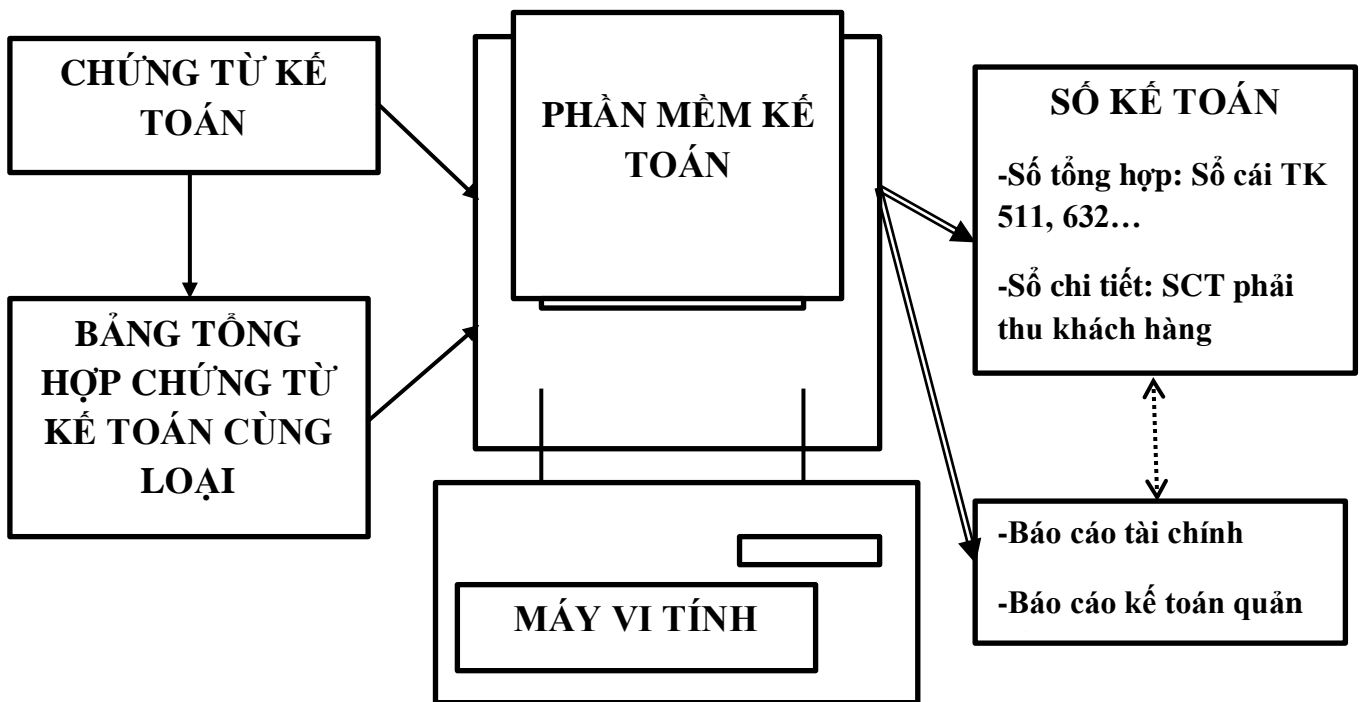 CHỨNG TỪ KẾ
TOÁN
BẢNG TỔNG
HỢP CHỨNG TỪ
KẾ TOÁN CÙNG
LOẠI
PHẦN MỀM KẾ
TOÁN
MÁY VI TÍNH
SỐ KẾ TOÁN
-Số tổng hợp: Sổ cái TK
511, 632…
-Sổ chi tiết: SCT phải
thu khách hàng
-Báo cáo tài chính
-Báo cáo kế toán quản